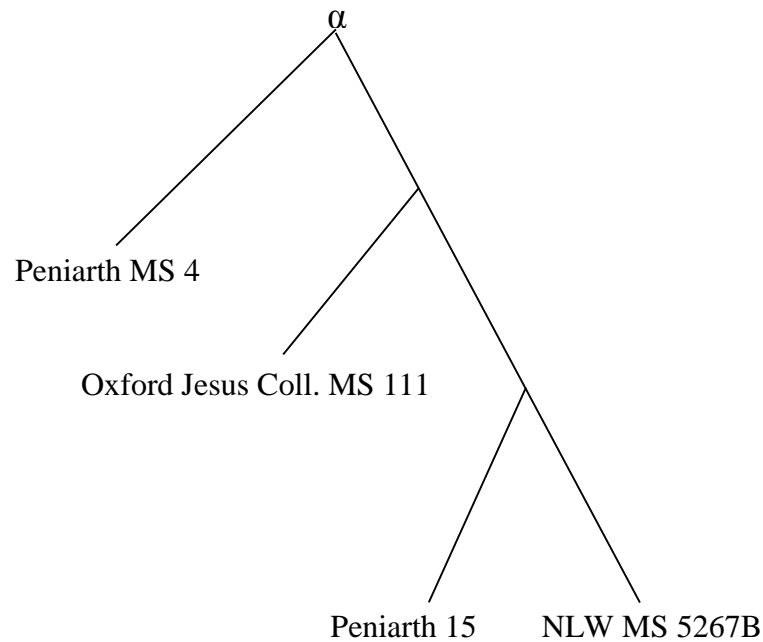 α
Peniarth MS 4
Oxford Jesus Coll. MS 111
Peniarth 15 NLW MS 5267B